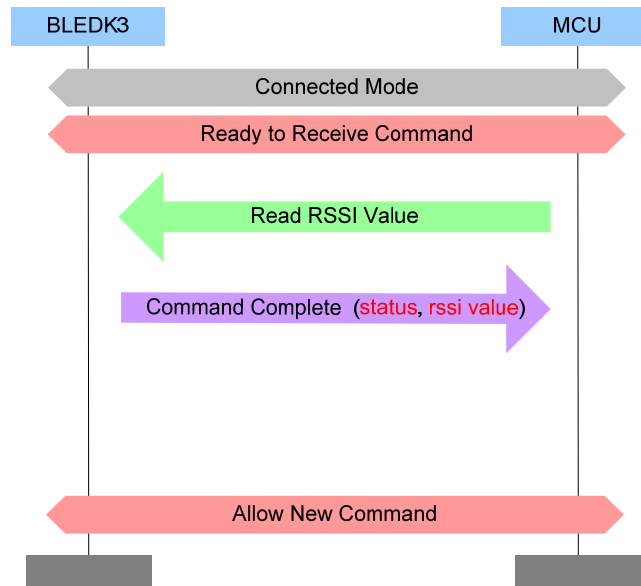 BLEDK3 MCU
Connected Mode
Ready to Receive Command
Read RSSI Value
Command Complete (status, rssi value)
Allow New Command